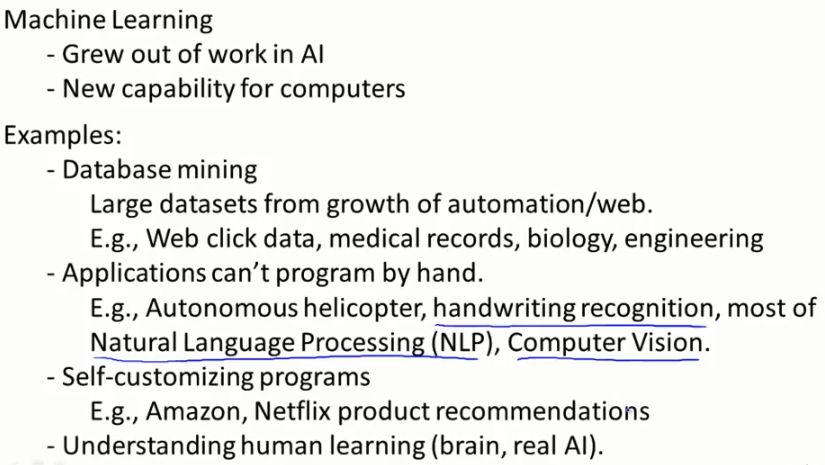 Machine Learning
- Grew out of work in AI
- New capability for computers
Examples:
- Database mining
Large datasets from growth of automation/web.
E.g., Web click data, medical records, biology, engineering
- Applications can’t program by hand.
E.g., Autonomous helicopter, handwriting recognition, most of
Natural Language Processing (NLP), Computer Vision.
- Self-customizing programs
E.g., Amazon, Netflix product recommendations
- Understanding human learning (brain, real AI).